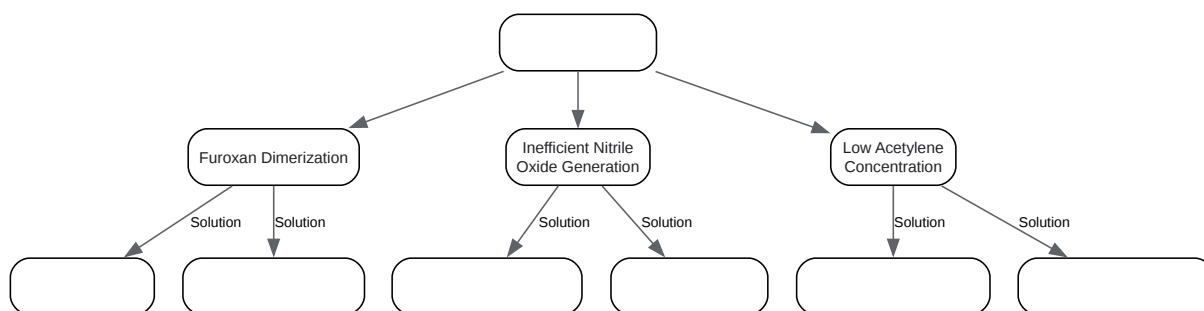 Furoxan Dimerization
Inefficient Nitrile
Oxide Generation
Low Acetylene
Concentration
Solution
Solution
Solution
Solution
Solution
Solution